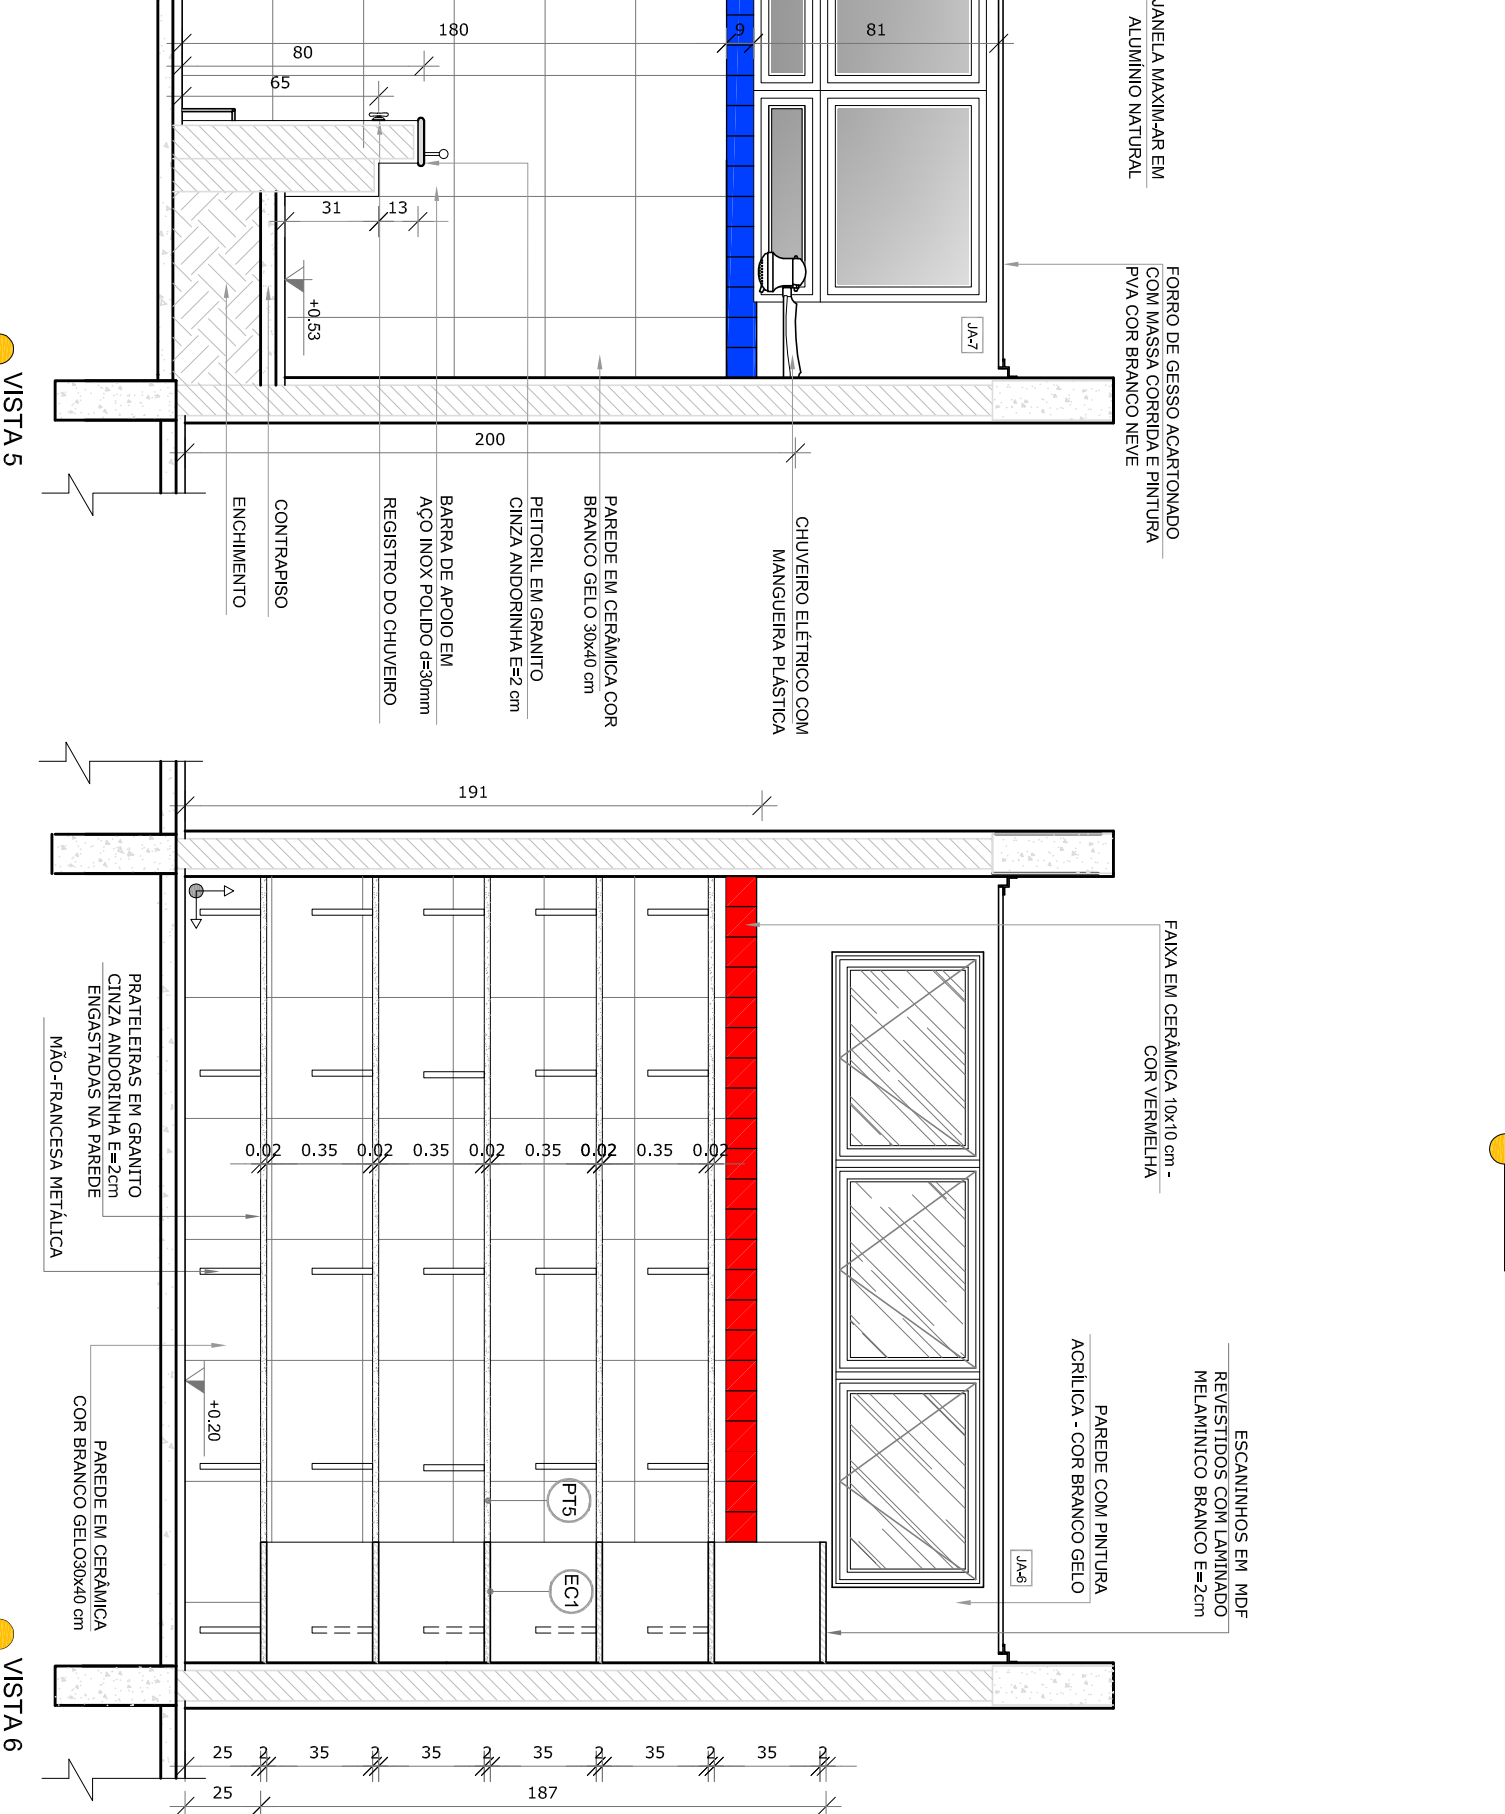 JANELA MAXIM-AR EM
ALUMÍNIO NATURAL
FORRO DE GESSO ACARTONADO
COM MASSA CORRIDA E PINTURA
PVA COR BRANCO NEVE
180
9
81
80
65
31
13
+0.53
JA-7
200
CHUVEIRO ELÉTRICO COM
MANGUEIRA PLÁSTICA
PAREDE EM CERÂMICA COR
BRANCO GELO 30x40 cm
PEITORIL EM GRANITO
CINZA ANDORINHA E=2 cm
BARRA DE APOIO EM
AÇO INOX POLIDO d=30mm
REGISTRO DO CHUVEIRO
CONTRAPISO
ENCHIMENTO
VISTA 5
191
FAIXA EM CERÂMICA 10x10 cm -
COR VERMELHA
ESCANINHOS EM MDF
REVESTIDOS COM LAMINADO
MELAMINICO BRANCO E=2cm
PAREDE COM PINTURA
ACRÍLICA - COR BRANCO GELO
JA-6
0.02
0.35
0.02
0.35
0.02
0.35
0.02
0.35
0.02
PT5
EC1
+0.20
PRATELEIRAS EM GRANITO
CINZA ANDORINHA E=2cm
ENGASTADAS NA PAREDE
MÃO-FRANCESA METÁLICA
PAREDE EM CERÂMICA
COR BRANCO GELO30x40 cm
25
2
35
2
35
2
35
2
35
2
35
2
25
187
VISTA 6